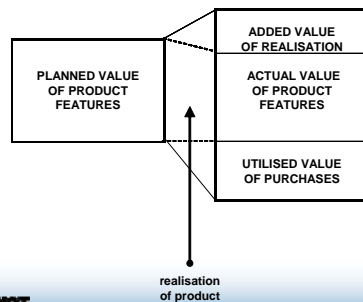 PLANNED VALUE
OF PRODUCT
FEATURES
ADDED VALUE
OF REALISATION
ACTUAL VALUE
OF PRODUCT
FEATURES
UTILISED VALUE
OF PURCHASES
realisation
of product